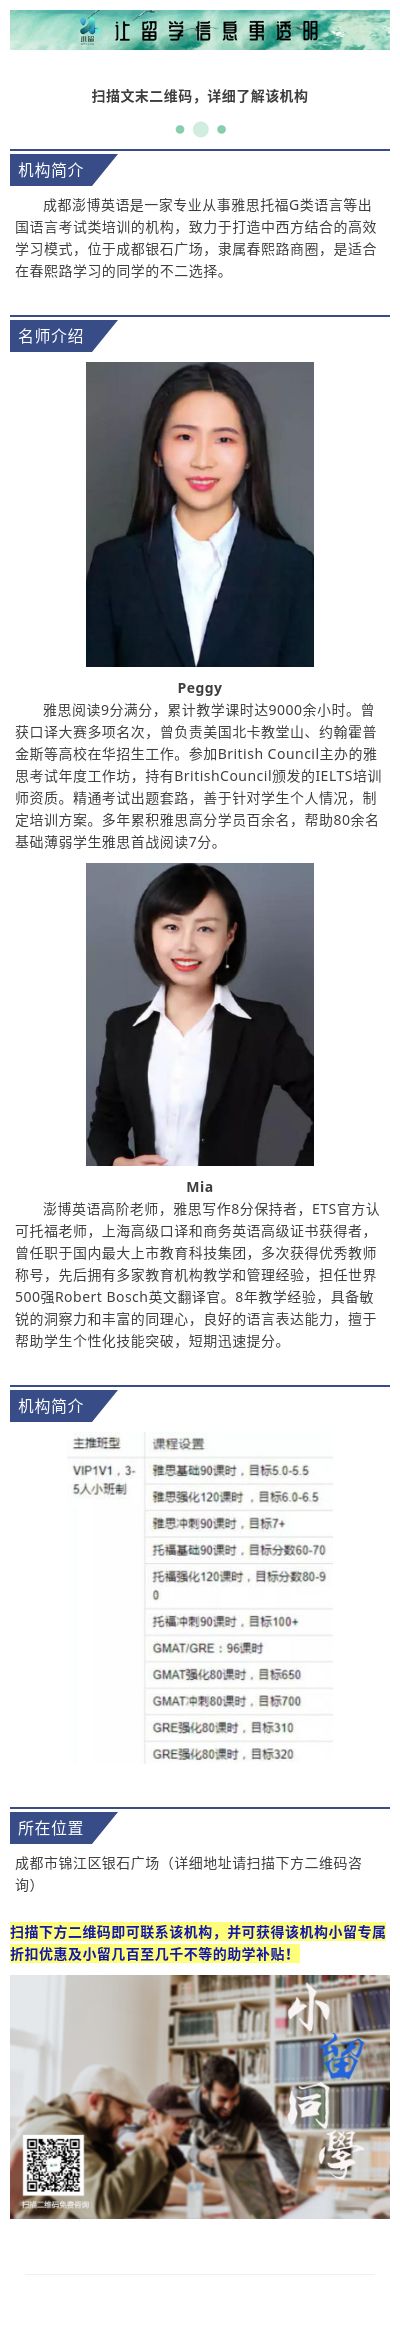 小留
让留学信息更透明
扫描文末二维码，详细了解该机构
机构简介
成都澎博英语是一家专业从事雅思托福G类语言等出
国语言考试类培训的机构，致力于打造中西方结合的高效
学习模式，位于成都银石广场，隶属春熙路商圈，是适合
在春熙路学习的同学的不二选择。
名师介绍
Peggy
雅思阅读9分满分，累计教学课时达9000余小时。曾
获口译大赛多项名次，曾负责美国北卡教堂山、约翰霍普
金斯等高校在华招生工作。参加British Council主办的雅
思考试年度工作坊，持有BritishCouncil颁发的IELTS培训
师资质。精通考试出题套路，善于针对学生个人情况，制
定培训方案。多年累积雅思高分学员百余名，帮助80余名
基础薄弱学生雅思首战阅读7分。
Mia
澎博英语高阶老师，雅思写作8分保持者，ETS官方认
可托福老师，上海高级口译和商务英语高级证书获得者，
曾任职于国内最大上市教育科技集团，多次获得优秀教师
称号，先后拥有多家教育机构教学和管理经验，担任世界
500强Robert Bosch英文翻译官。8年教学经验，具备敏
锐的洞察力和丰富的同理心，良好的语言表达能力，擅于
帮助学生个性化技能突破，短期迅速提分。
机构简介
主推班型 课程设置
VIP1V1，3- 雅思基础90课时，目标5.0-5.5
5人小班制
雅思强化120课时 ，目标6.0-6.5
雅思冲刺90课时，目标7+
托福基础90课时，目标分数60-70
托福强化120课时，目标分数80-9
0
托福冲刺90课时，目标100+
GMAT/GRE：96课时
GMAT强化80课时，目标650
GMAT冲刺80课时，目标700
GRE强化80课时，目标310
GRE强化80课时，目标320
所在位置
成都市锦江区银石广场（详细地址请扫描下方二维码咨
询）
扫描下方二维码即可联系该机构，并可获得该机构小留专属
折扣优惠及小留几百至几千不等的助学补贴！
小
留
同
學
扫描二维码免费咨询